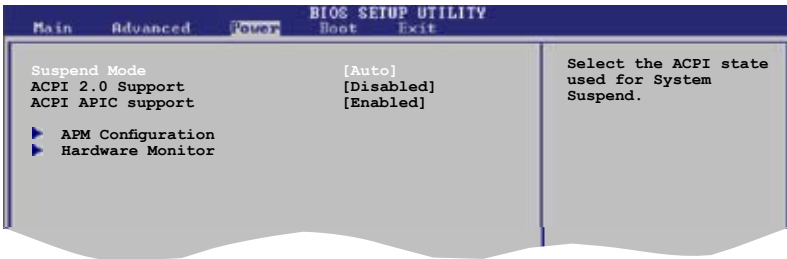 BIOS SETUP UTILITY
Main Advanced Power Boot Exit
Suspend Mode [Auto]
ACPI 2.0 Support [Disabled]
ACPI APIC support [Enabled]
APM Configuration
Hardware Monitor
Select the ACPI state
used for System
Suspend.